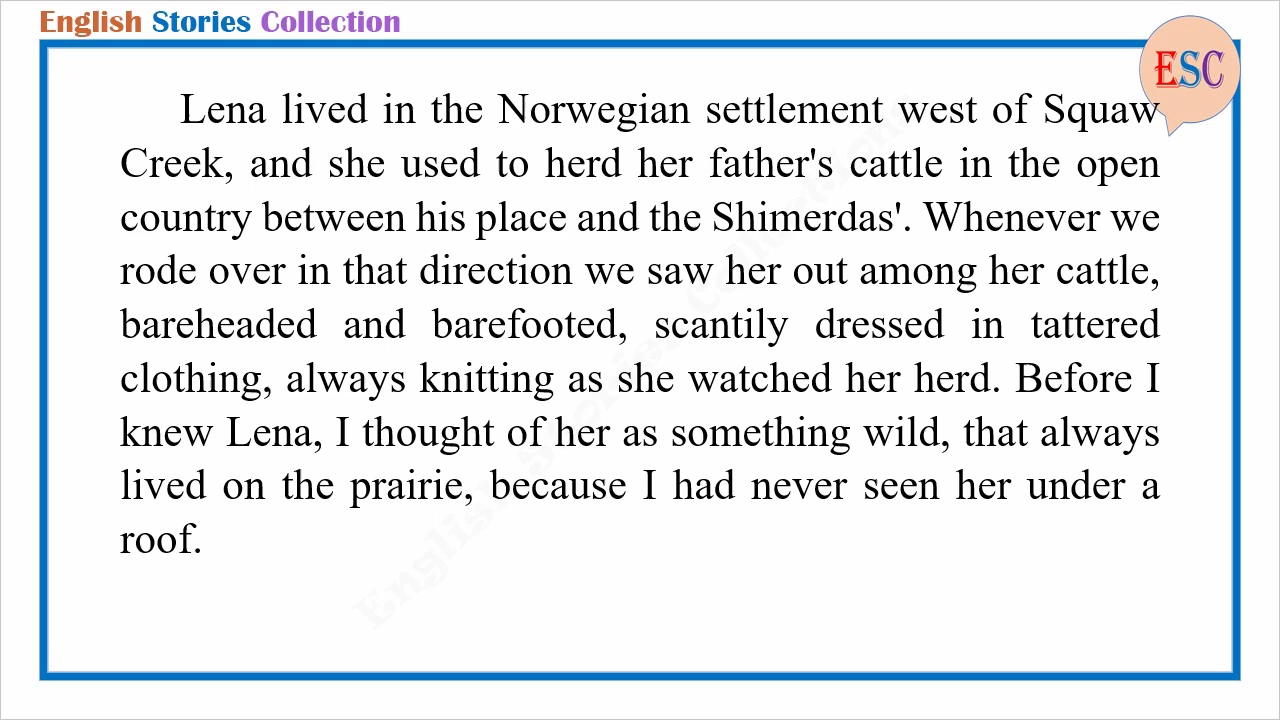 English Stories Collection
ESC
Lena lived in the Norwegian settlement west of Squaw
Creek, and she used to herd her father's cattle in the open
country between his place and the Shimerdas'. Whenever we
rode over in that direction we saw her out among her cattle,
bareheaded and barefooted, scantily dressed in tattered
clothing, always knitting as she watched her herd. Before I
knew Lena, I thought of her as something wild, that always
lived on the prairie, because I had never seen her under a
roof.
English Stories Collection